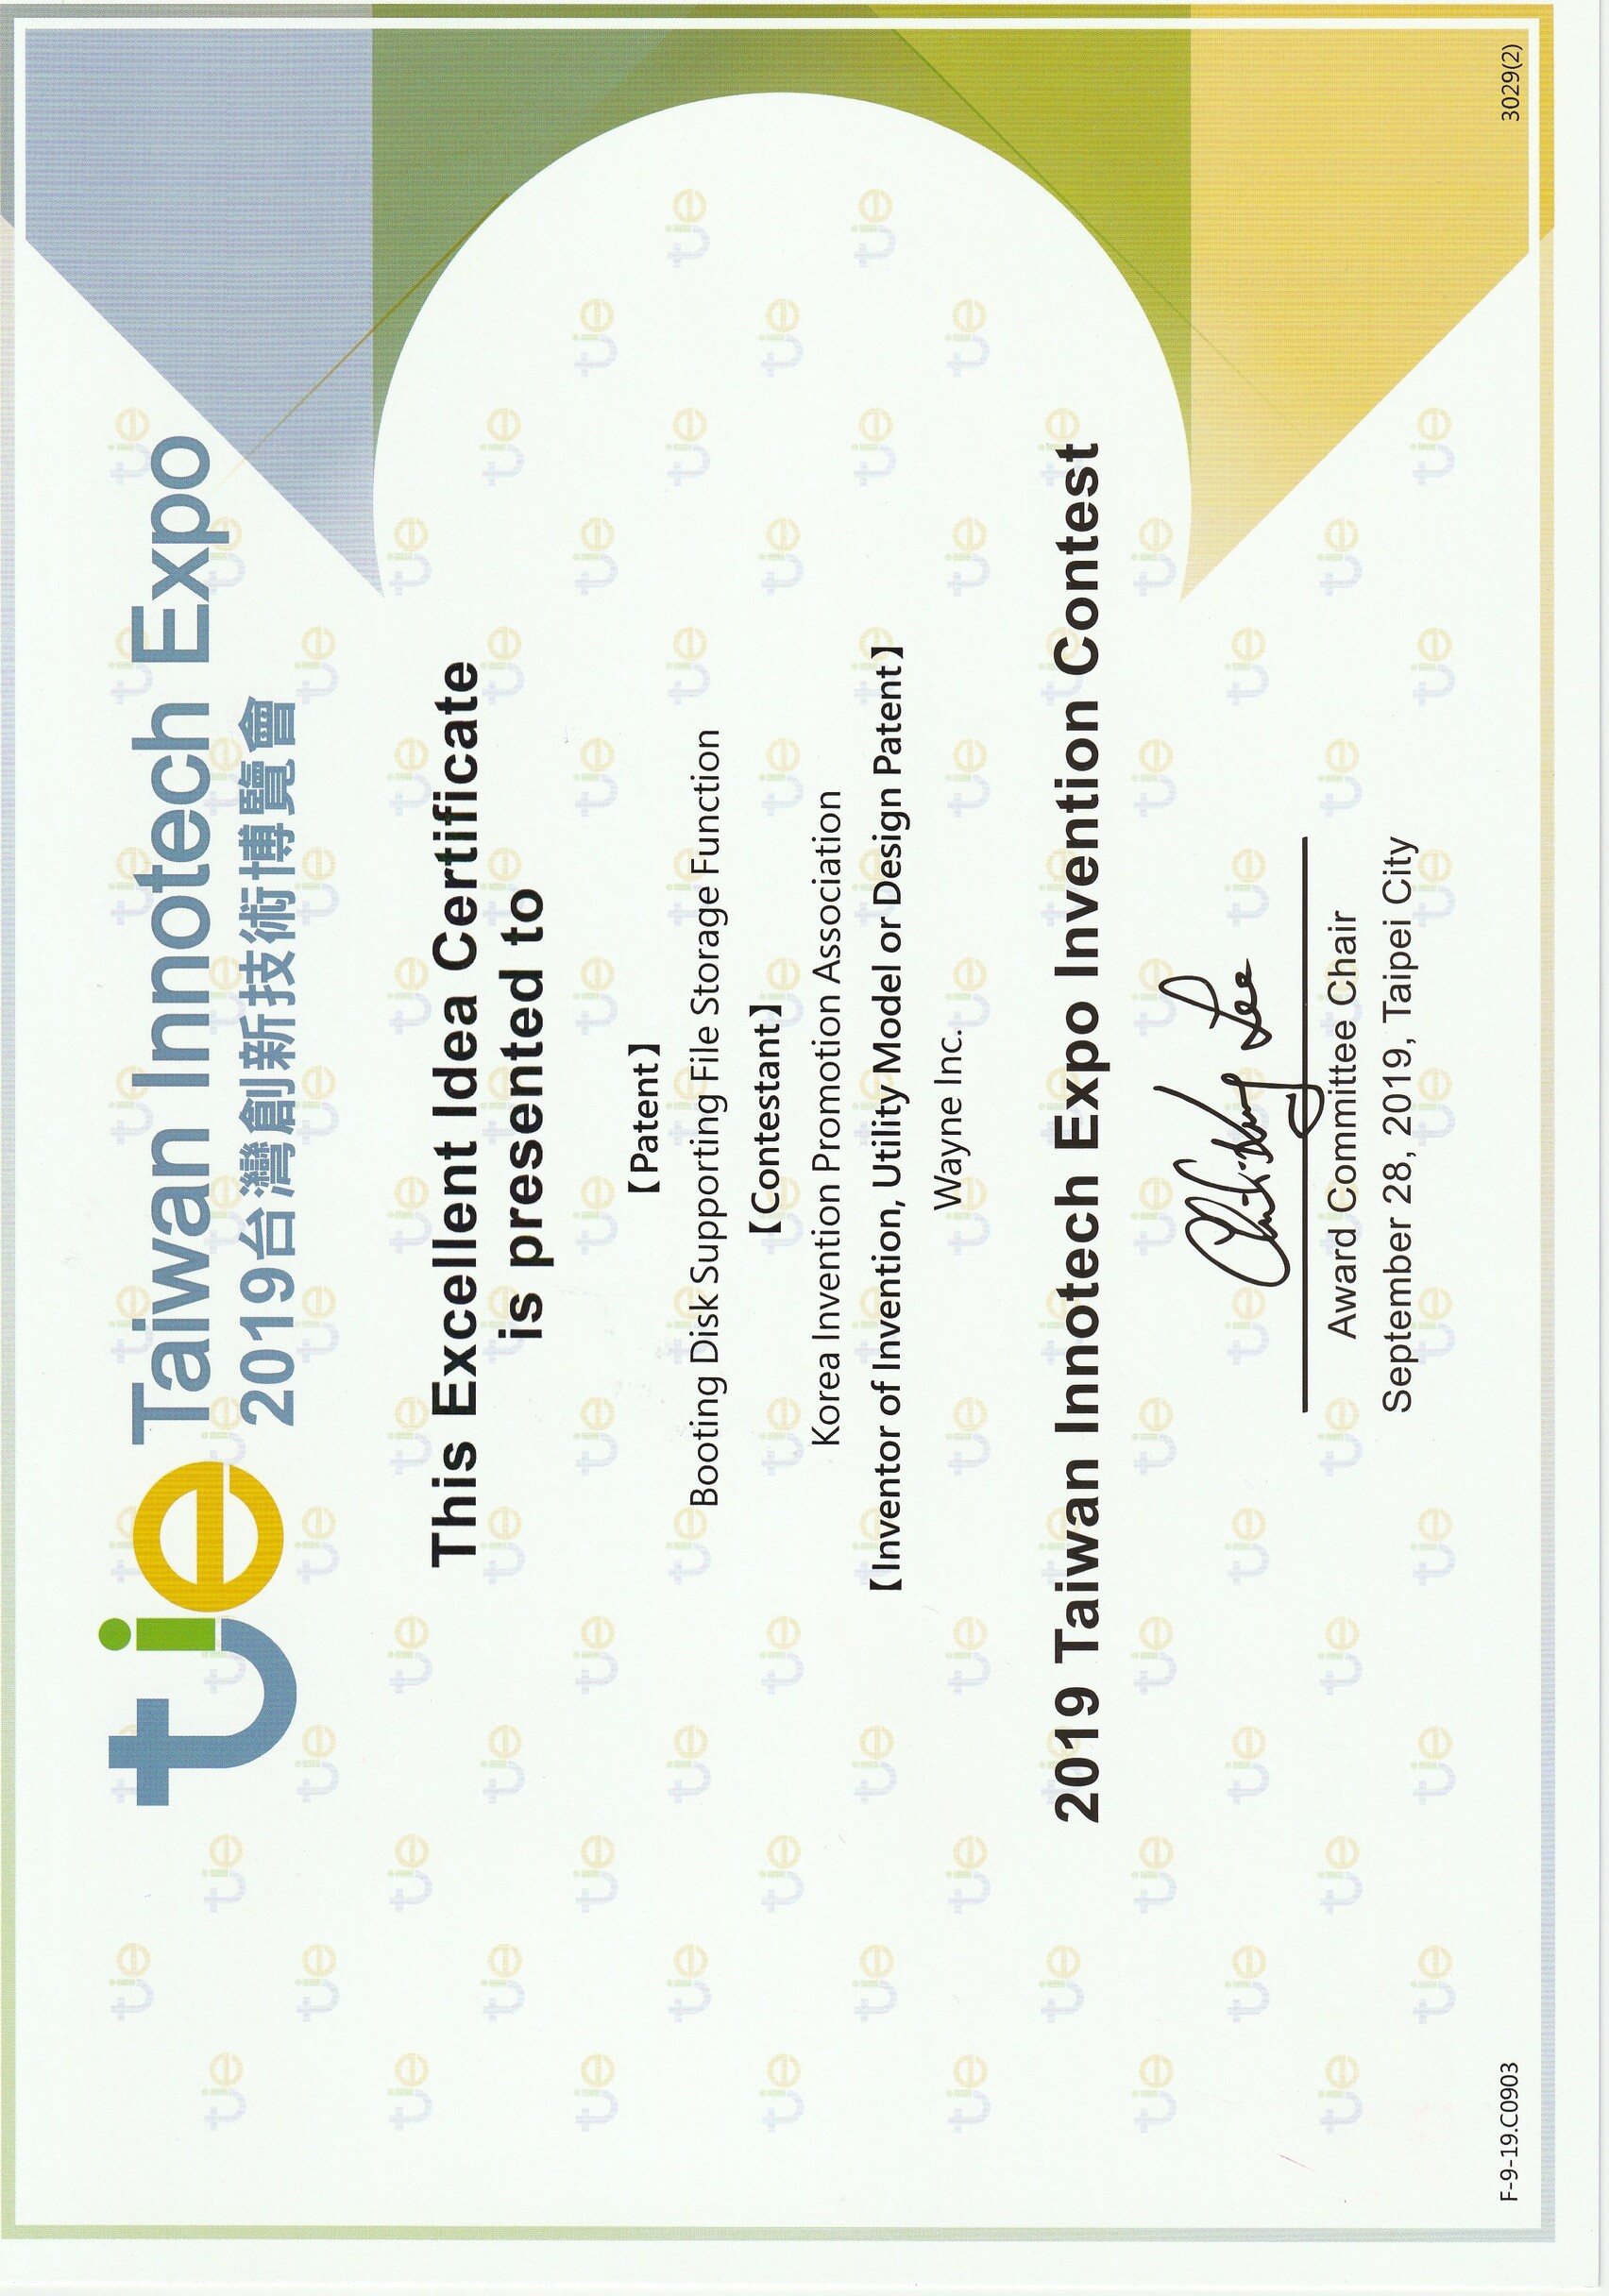 tie Taiwan Innotech Expo
2019台灣創新技術博覽會
This Excellent Idea Certificate
is presented to
【Patent】
Booting Disk Supporting File Storage Function
【Contestant】
Korea Invention Promotion Association
【Inventor of Invention, Utility Model or Design Patent】
Wayne Inc.
2019 Taiwan Innotech Expo Invention Contest
Chih-Kung Lee
Award Committee Chair
September 28, 2019, Taipei City
F-9-19.C0903
3029(2)